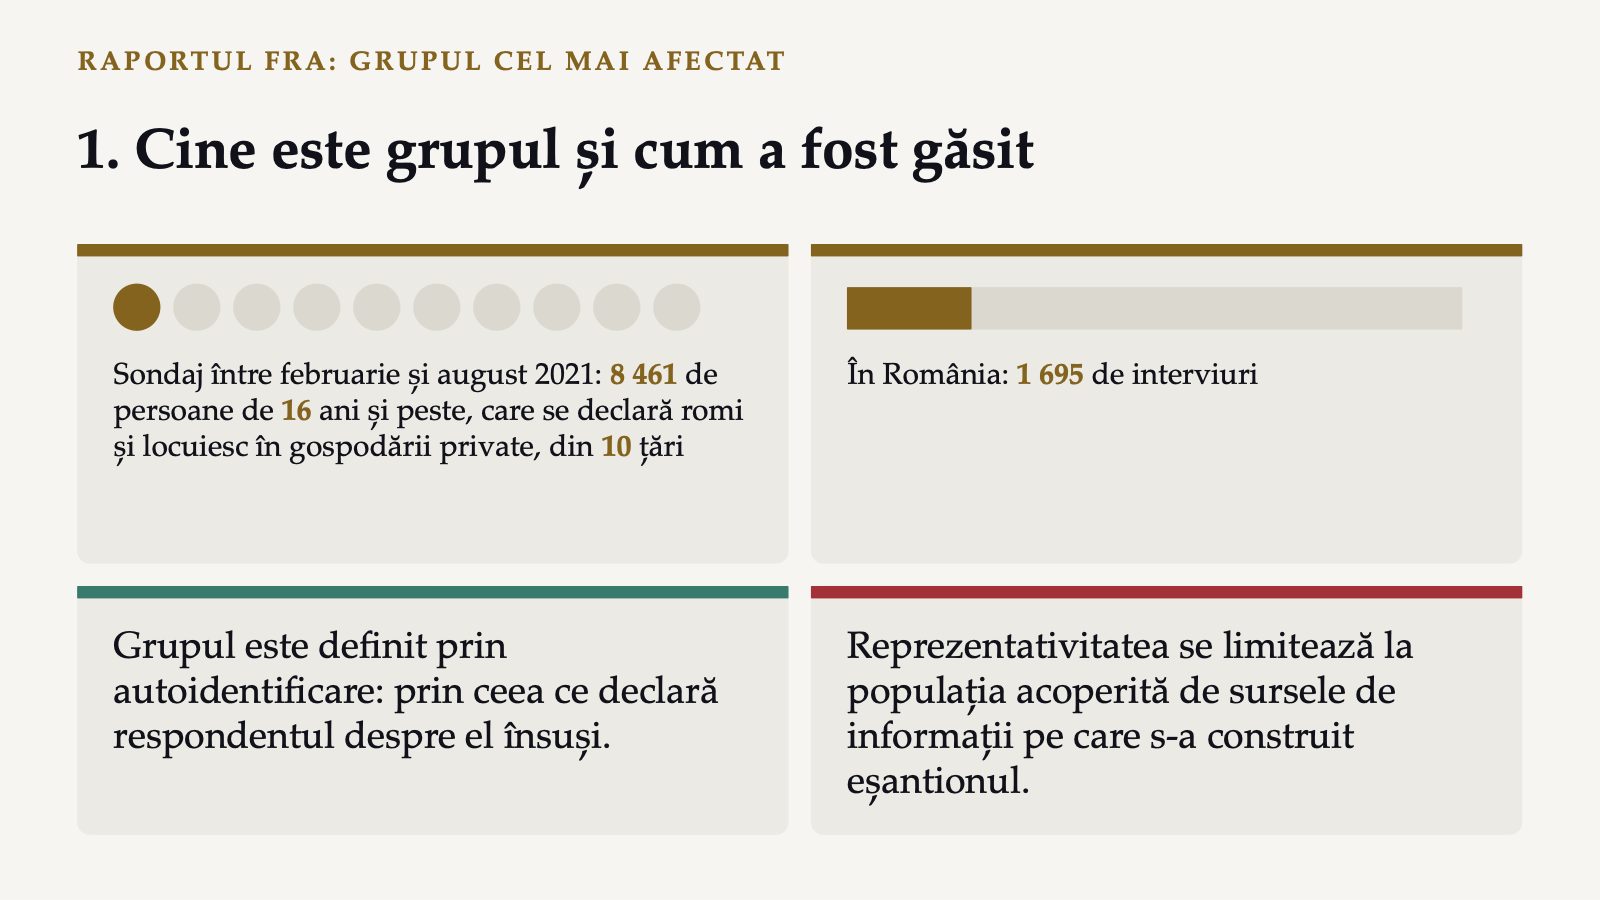 RAPORTUL FRA: GRUPUL CEL MAI AFECTAT
1. Cine este grupul și cum a fost găsit
Sondaj între februarie și august 2021: 8 461 de
persoane de 16 ani și peste, care se declară romi
și locuiesc în gospodării private, din 10 țări
În România: 1 695 de interviuri
Grupul este definit prin
autoidentificare: prin ceea ce declară
respondentul despre el însuși.
Reprezentativitatea se limitează la
populația acoperită de sursele de
informații pe care s-a construit
eșantionul.